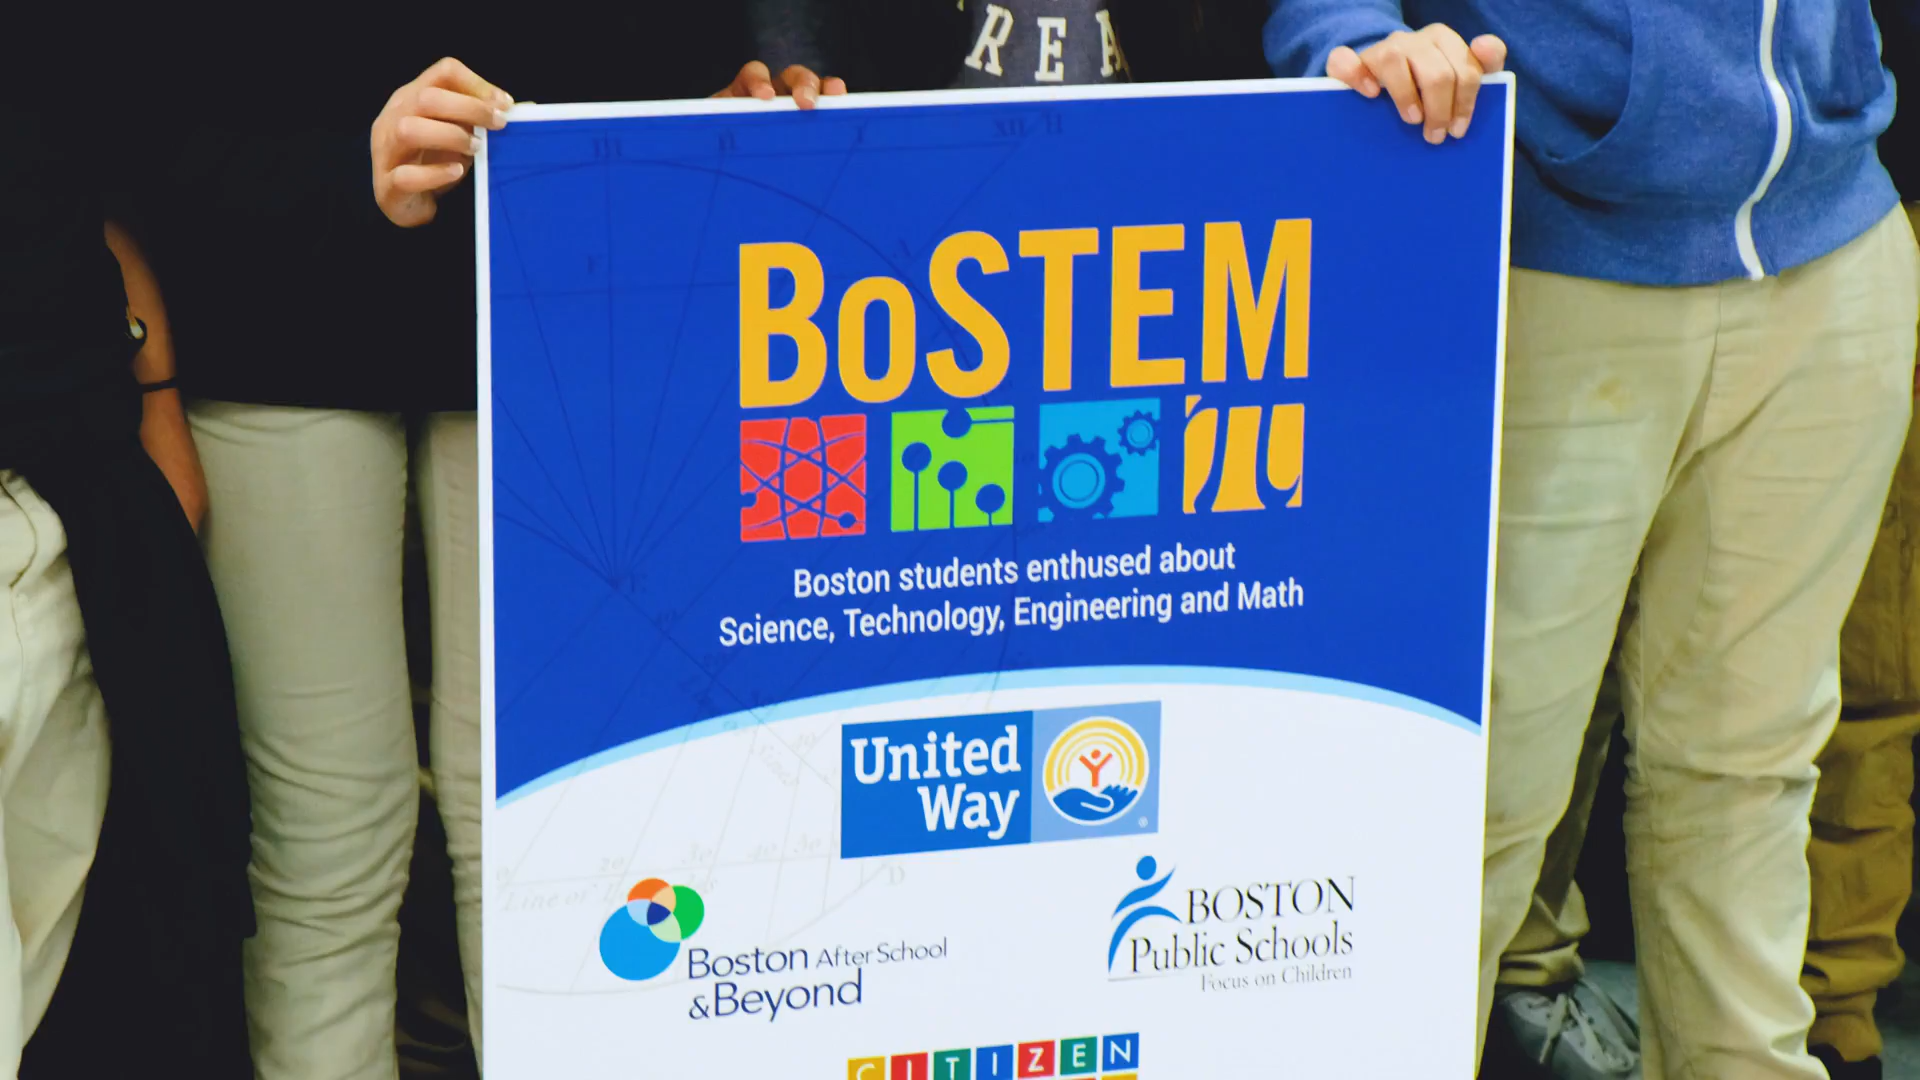 REA
BoSTEM
Boston students enthused about
Science, Technology, Engineering and Math
United
Way
Boston After School
&Beyond
BOSTON
Public Schools
Focus on Children
CITIZEN